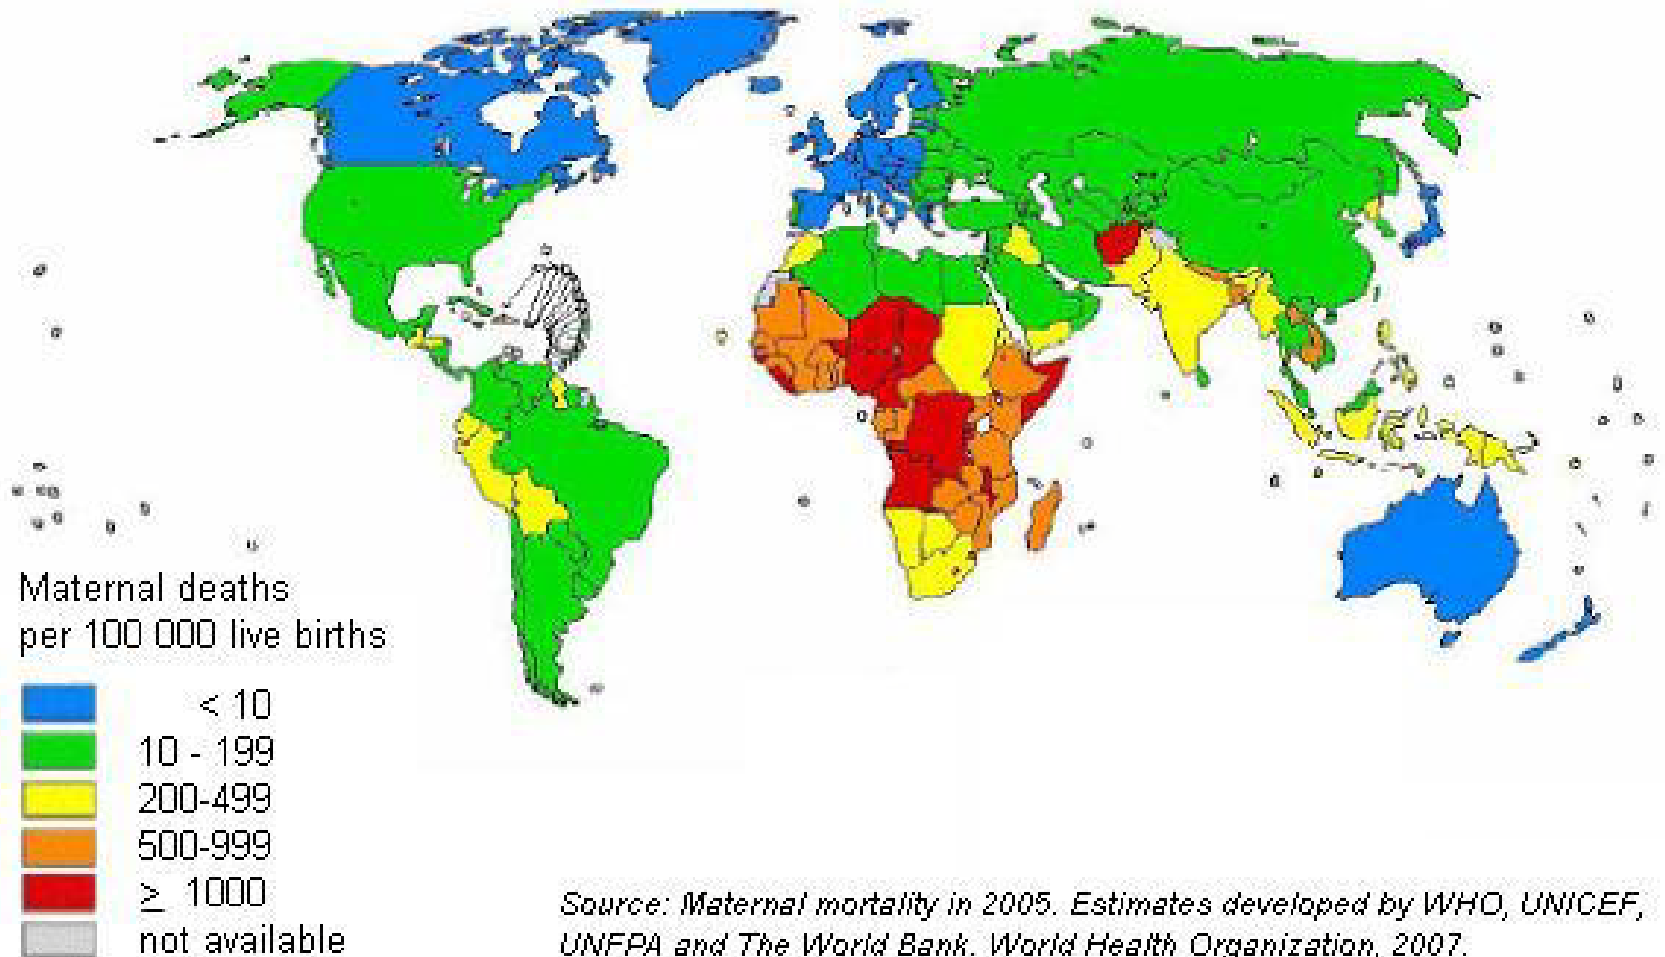 Maternal deaths
per 100 000 live births
< 10
10 - 199
200-499
500-999
≥ 1000
not available
Source: Maternal mortality in 2005. Estimates developed by WHO, UNICEF,
UNFPA and The World Bank. World Health Organization, 2007.